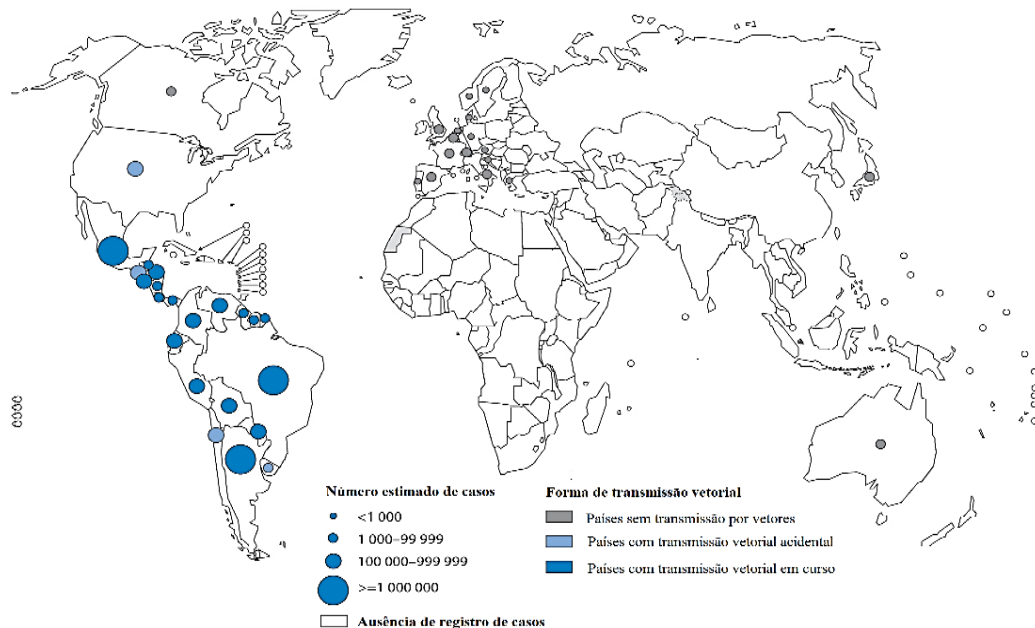 Número estimado de casos
<1 000
1 000–99 999
100 000–999 999
>=1 000 000
Ausência de registro de casos
Forma de transmissão vetorial
Países sem transmissão por vetores
Países com transmissão vetorial acidental
Países com transmissão vetorial em curso